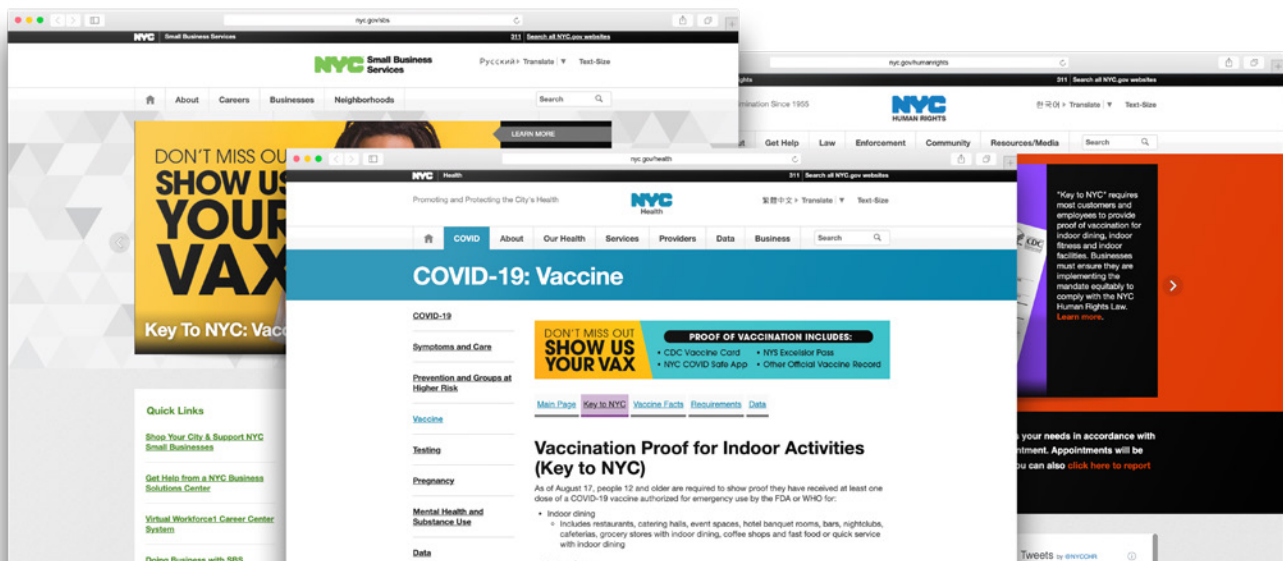 nyc.gov/sbs
NYC Small Business Services
311 Search all NYC.gov websites
NYC Small Business
Services
Русский Translate ▼ Text-Size
About Careers Businesses Neighborhoods Search
LEARN MORE
DON'T MISS OU
SHOW US
YOUR
VAX
Key To NYC: Vacc
Quick Links
Shop Your City & Support NYC
Small Businesses
Get Help from a NYC Business
Solutions Center
Virtual Workforce1 Career Center
System
Doing Business with SBS
nyc.gov/health
NYC Health
311 Search all NYC.gov websites
Promoting and Protecting the City's Health
NYC
Health
繁體中文 Translate ▼ Text-Size
COVID About Our Health Services Providers Data Business Search
COVID-19: Vaccine
COVID-19
Symptoms and Care
Prevention and Groups at
Higher Risk
Vaccine
Testing
Pregnancy
Mental Health and
Substance Use
Data
DON'T MISS OUT
SHOW US
YOUR VAX
PROOF OF VACCINATION INCLUDES:
• CDC Vaccine Card • NYS Excelsior Pass
• NYC COVID Safe App • Other Official Vaccine Record
Main Page Key to NYC Vaccine Facts Requirements Data
Vaccination Proof for Indoor Activities
(Key to NYC)
As of August 17, people 12 and older are required to show proof they have received at least one
dose of a COVID-19 vaccine authorized for emergency use by the FDA or WHO for:
• Indoor dining
Includes restaurants, catering halls, event spaces, hotel banquet rooms, bars, nightclubs,
cafeterias, grocery stores with indoor dining, coffee shops and fast food or quick service
with indoor dining
nyc.gov/humanrights
ghts
311 Search all NYC.gov websites
mination Since 1955
NYC
HUMAN RIGHTS
한국어 Translate ▼ Text-Size
ut Get Help Law Enforcement Community Resources/Media Search
CDC
"Key to NYC" requires
most customers and
employees to provide
proof of vaccination for
indoor dining, indoor
fitness and indoor
facilities. Businesses
must ensure they are
implementing the
mandate equitably to
comply with the NYC
Human Rights Law.
Learn more.
s your needs in accordance with
ntment. Appointments will be
ou can also click here to report
Tweets by @NYCCHR